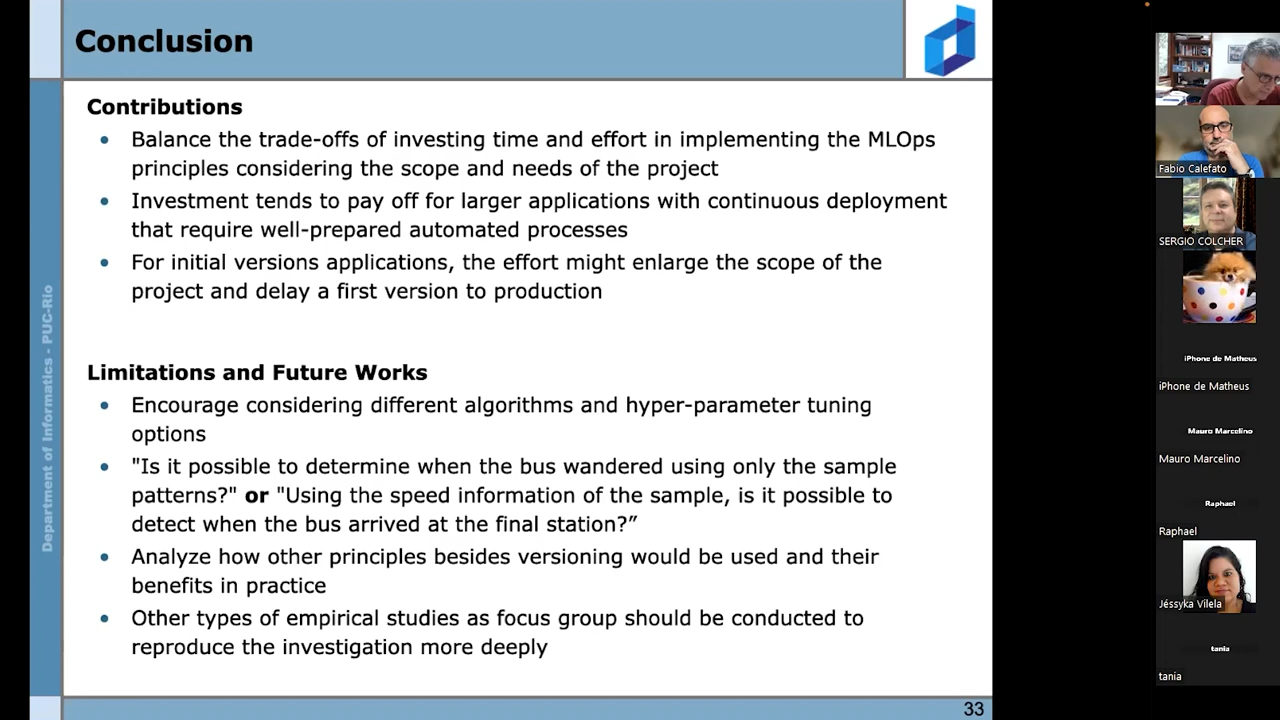 Conclusion
Contributions
• Balance the trade-offs of investing time and effort in implementing the MLOps
principles considering the scope and needs of the project
• Investment tends to pay off for larger applications with continuous deployment
that require well-prepared automated processes
• For initial versions applications, the effort might enlarge the scope of the
project and delay a first version to production
Limitations and Future Works
• Encourage considering different algorithms and hyper-parameter tuning
options
• "Is it possible to determine when the bus wandered using only the sample
patterns?" or "Using the speed information of the sample, is it possible to
detect when the bus arrived at the final station?”
• Analyze how other principles besides versioning would be used and their
benefits in practice
• Other types of empirical studies as focus group should be conducted to
reproduce the investigation more deeply
33
Department of Informatics - PUC-Rio
Fabio Calefato
SERGIO COLCHER
iPhone de Matheus
iPhone de Matheus
Mauro Marcelino
Mauro Marcelino
Raphael
Raphael
Jéssyka Vilela
tania
tania